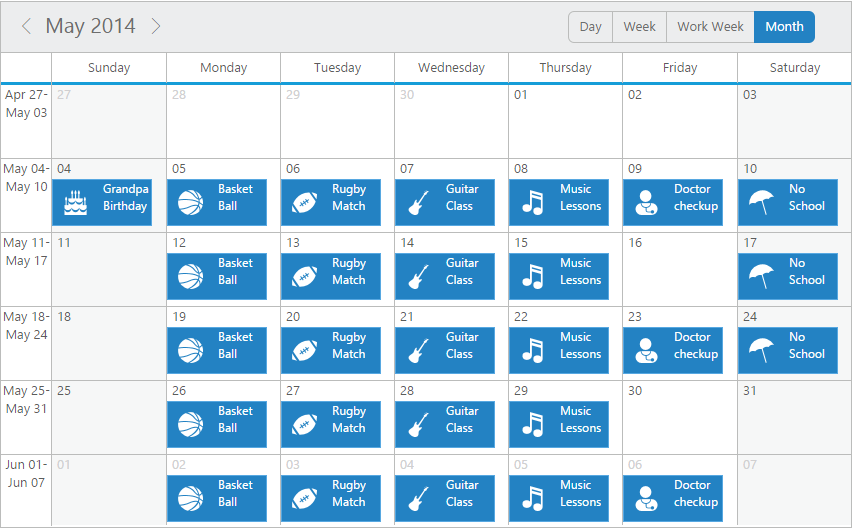 May 2014
Day Week Work Week Month
Sunday Monday Tuesday Wednesday Thursday Friday Saturday
Apr 27- 27 28 29 30 01 02 03
May 03
May 04- 04 05 06 07 08 09 10
May 10
Grandpa Basket Rugby Guitar Music Doctor No
Birthday Ball Match Class Lessons checkup School
May 11- 11 12 13 14 15 16 17
May 17
Basket Rugby Guitar Music No
Ball Match Class Lessons School
May 18- 18 19 20 21 22 23 24
May 24
Basket Rugby Guitar Music Doctor No
Ball Match Class Lessons checkup School
May 25- 25 26 27 28 29 30 31
May 31
Basket Rugby Guitar Music
Ball Match Class Lessons
Jun 01- 01 02 03 04 05 06 07
Jun 07
Basket Rugby Guitar Music Doctor
Ball Match Class Lessons checkup